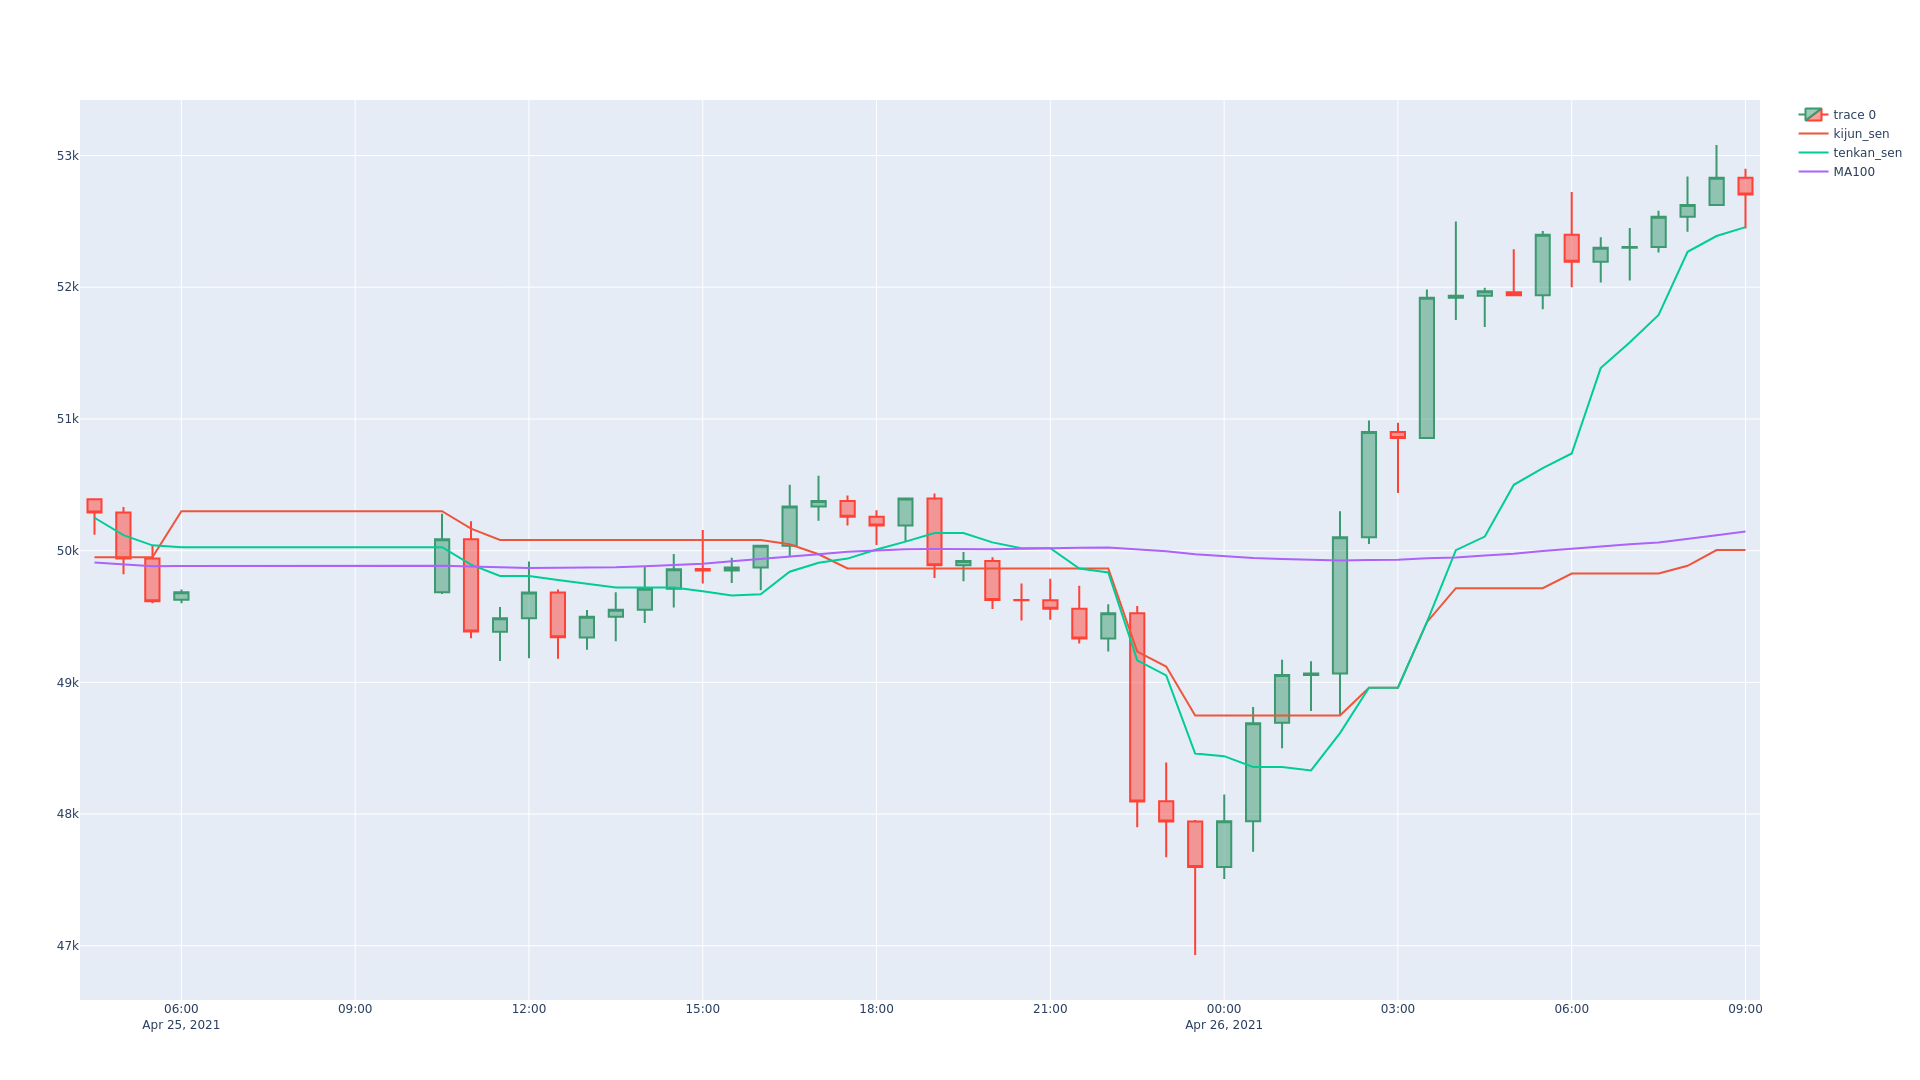 trace 0
kijun_sen
tenkan_sen
MA100
53k
52k
51k
50k
49k
48k
47k
06:00 09:00 12:00 15:00 18:00 21:00 00:00 03:00 06:00 09:00
Apr 25, 2021 Apr 26, 2021